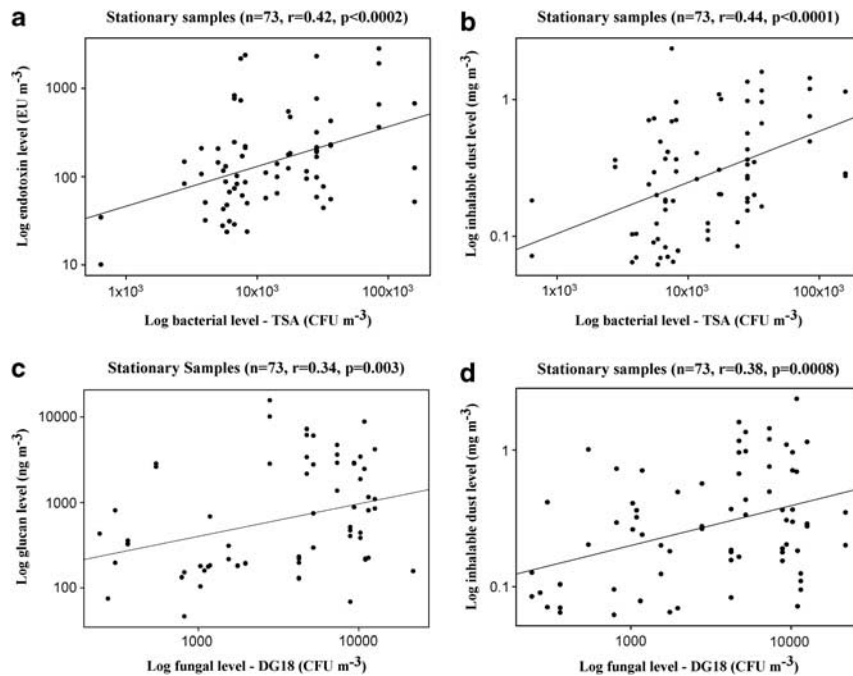 a
Stationary samples (n=73, r=0.42, p<0.0002)
Log endotoxin level (EU m-3)
1000
100
10
1x10³
10x10³
100x10³
Log bacterial level - TSA (CFU m-3)
b
Stationary samples (n=73, r=0.44, p<0.0001)
Log inhalable dust level (mg m-3)
1
0.1
1x10³
10x10³
100x10³
Log bacterial level - TSA (CFU m-3)
c
Stationary Samples (n=73, r=0.34, p=0.003)
Log glucan level (ng m-3)
10000
1000
100
1000
10000
Log fungal level - DG18 (CFU m-3)
d
Stationary samples (n=73, r=0.38, p=0.0008)
Log inhalable dust level (mg m-3)
1
0.1
1000
10000
Log fungal level - DG18 (CFU m-3)